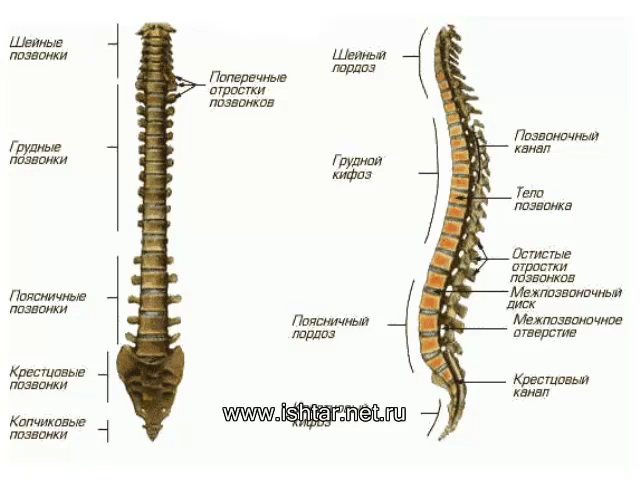 Шейные
позвонки
Поперечные
отростки
позвонков
Грудные
позвонки
Поясничные
позвонки
Крестцовые
позвонки
Копчиковые
позвонки
Шейный
лордоз
Грудной
кифоз
Поясничный
лордоз
кифоз
Позвоночный
канал
Тело
позвонка
Остистые
отростки
позвонков
Межпозвоночный
диск
Межпозвоночное
отверстие
Крестцовый
канал
www.ishtar.net.ru